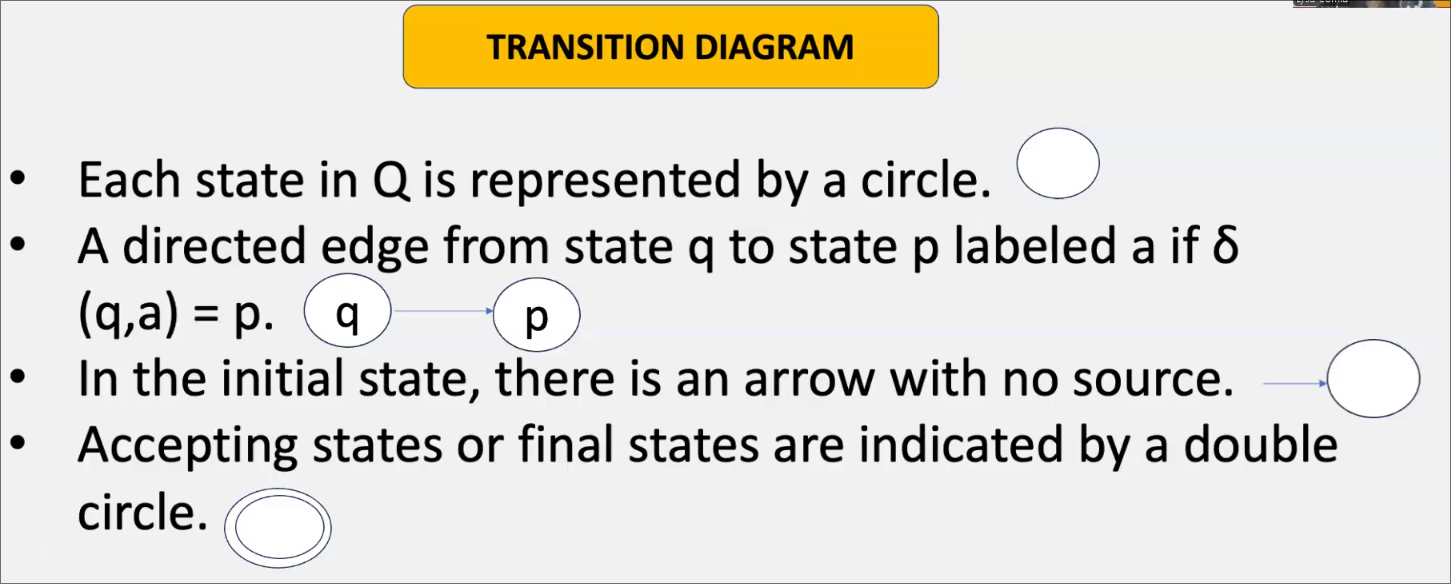 TRANSITION DIAGRAM
• Each state in Q is represented by a circle.
• A directed edge from state q to state p labeled a if δ
(q,a) = p. q p
• In the initial state, there is an arrow with no source.
• Accepting states or final states are indicated by a double
circle.